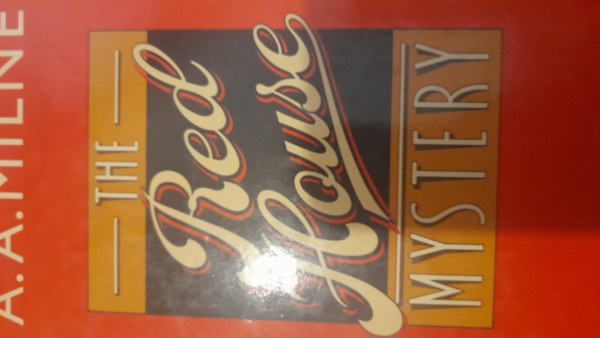 A.A.MILNE
THE
Red
House
MYSTERY